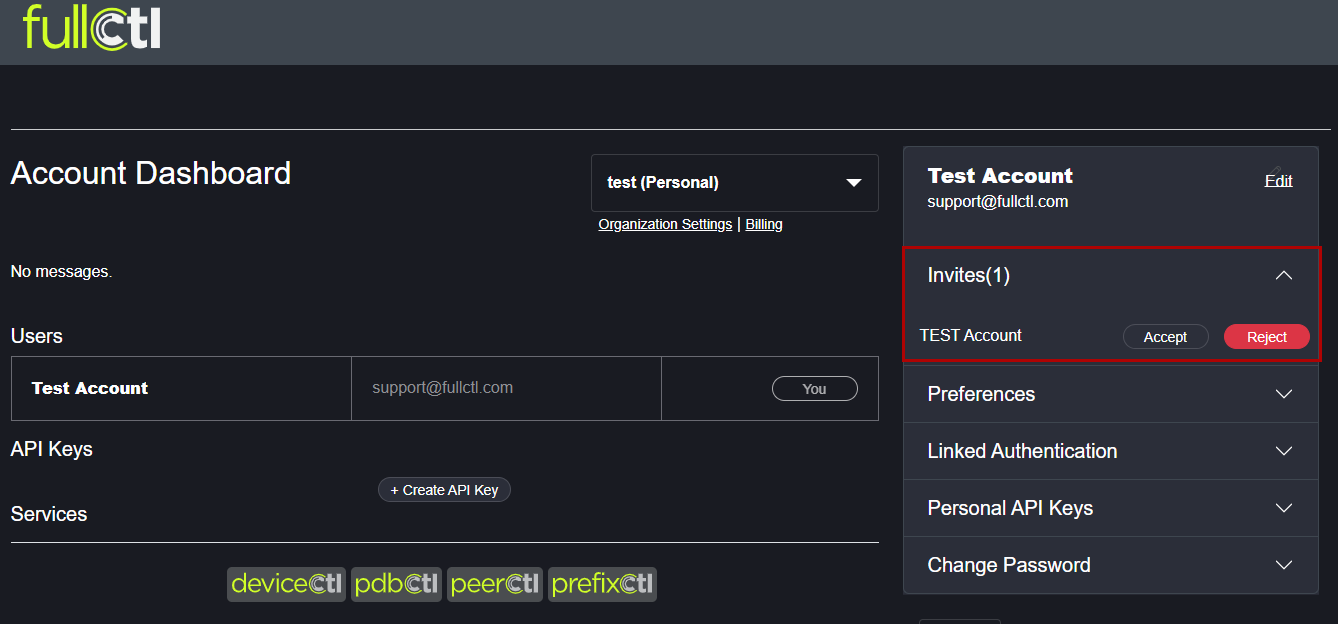 fullctl
Account Dashboard
test (Personal)
Organization Settings | Billing
No messages.
Users
Test Account support@fullctl.com You
API Keys
+ Create API Key
Services
devicectl pdbctl peerctl prefixctl
Test Account Edit
support@fullctl.com
Invites(1)
TEST Account Accept Reject
Preferences
Linked Authentication
Personal API Keys
Change Password